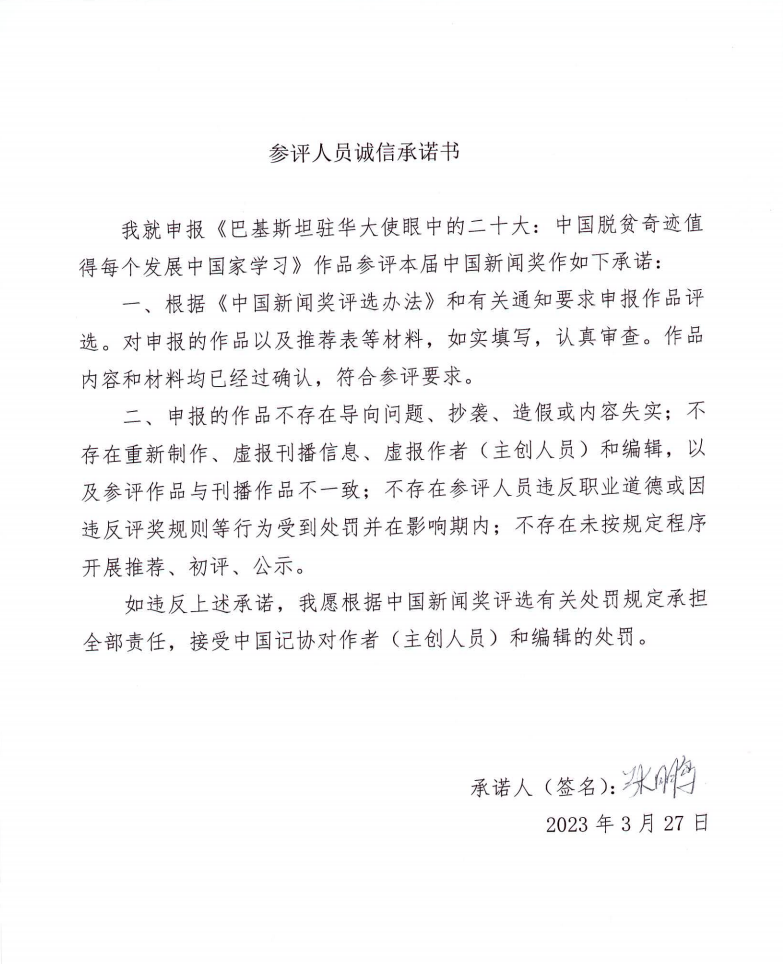 参评人员诚信承诺书
我就申报《巴基斯坦驻华大使眼中的二十大：中国脱贫奇迹值
得每个发展中国家学习》作品参评本届中国新闻奖作如下承诺：
一、根据《中国新闻奖评选办法》和有关通知要求申报作品评
选。对申报的作品以及推荐表等材料，如实填写，认真审查。作品
内容和材料均已经过确认，符合参评要求。
二、申报的作品不存在导向问题、抄袭、造假或内容失实；不
存在重新制作、虚报刊播信息、虚报作者（主创人员）和编辑，以
及参评作品与刊播作品不一致；不存在参评人员违反职业道德或因
违反评奖规则等行为受到处罚并在影响期内；不存在未按规定程序
开展推荐、初评、公示。
如违反上述承诺，我愿根据中国新闻奖评选有关处罚规定承担
全部责任，接受中国记协对作者（主创人员）和编辑的处罚。
承诺人（签名）：
2023 年 3 月 27 日